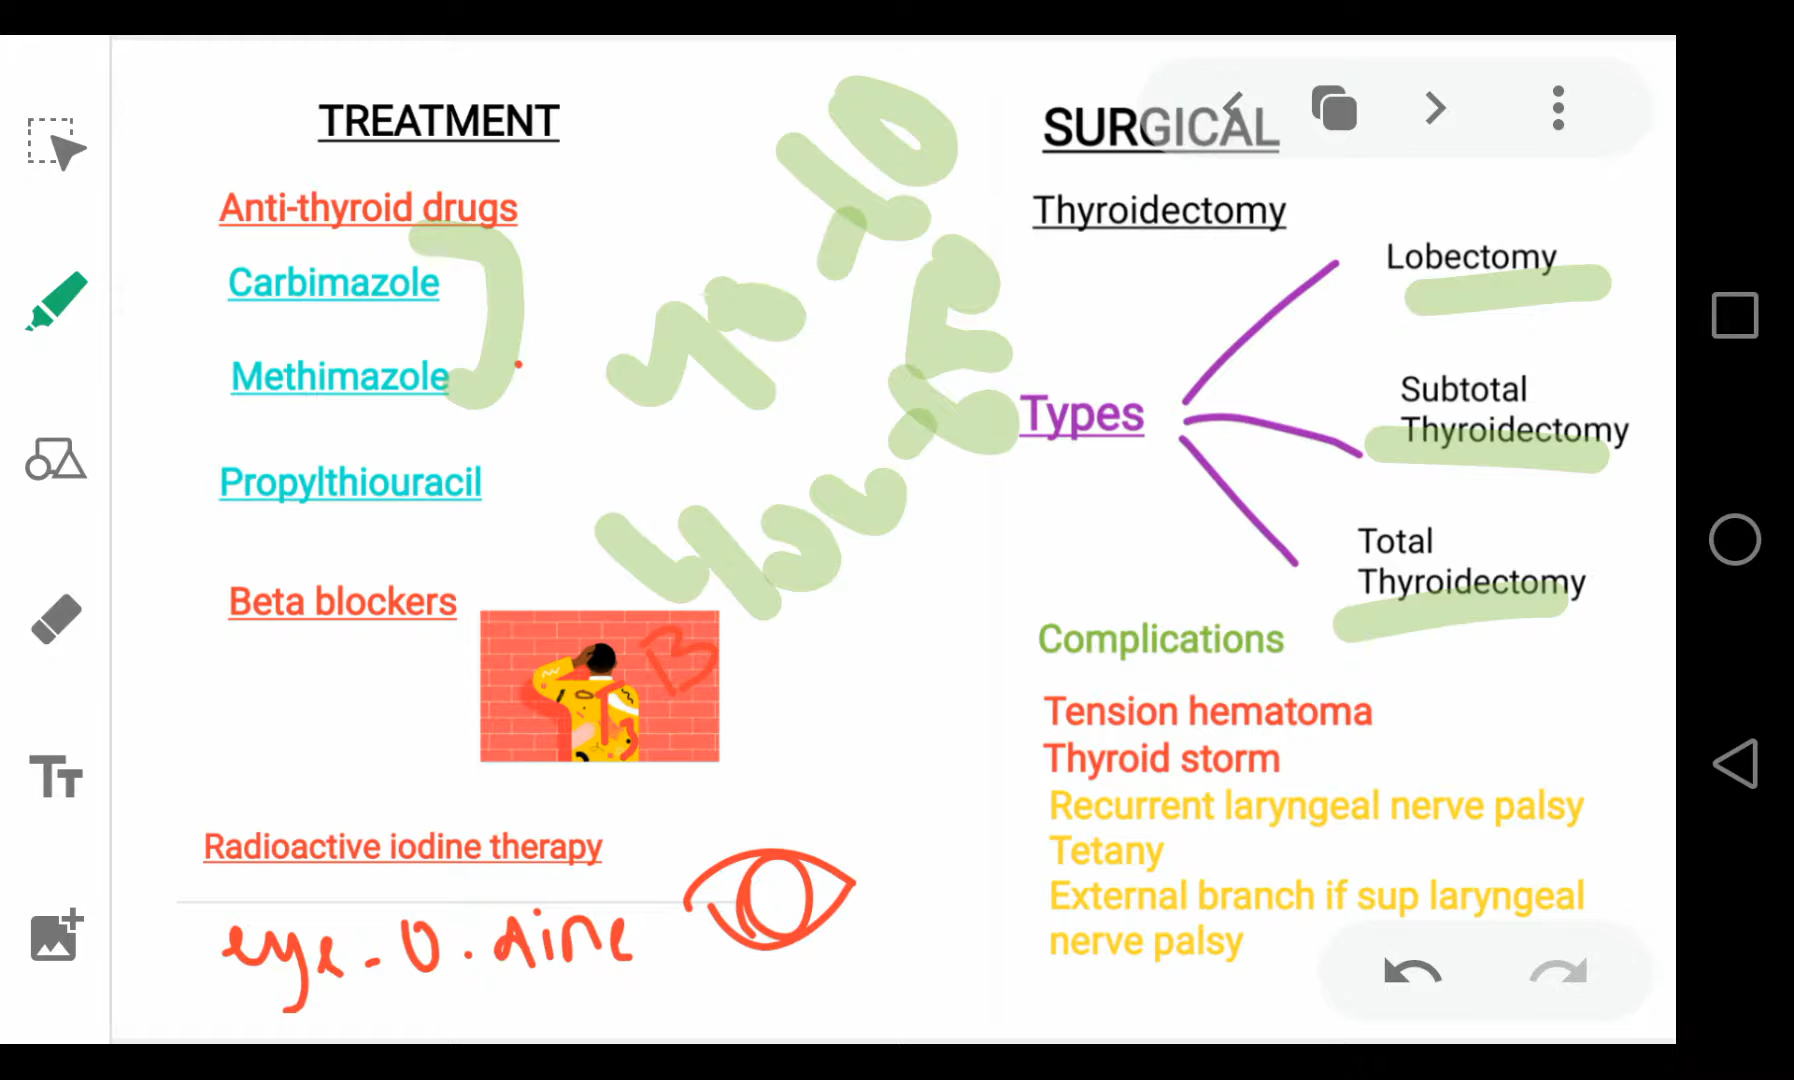 TREATMENT
Anti-thyroid drugs
Carbimazole
Methimazole
Propylthiouracil
Beta blockers
B
Radioactive iodine therapy
eye-O.dine
SURGICAL
Thyroidectomy
Types
Lobectomy
Subtotal
Thyroidectomy
Total
Thyroidectomy
Complications
Tension hematoma
Thyroid storm
Recurrent laryngeal nerve palsy
Tetany
External branch if sup laryngeal
nerve palsy
TT